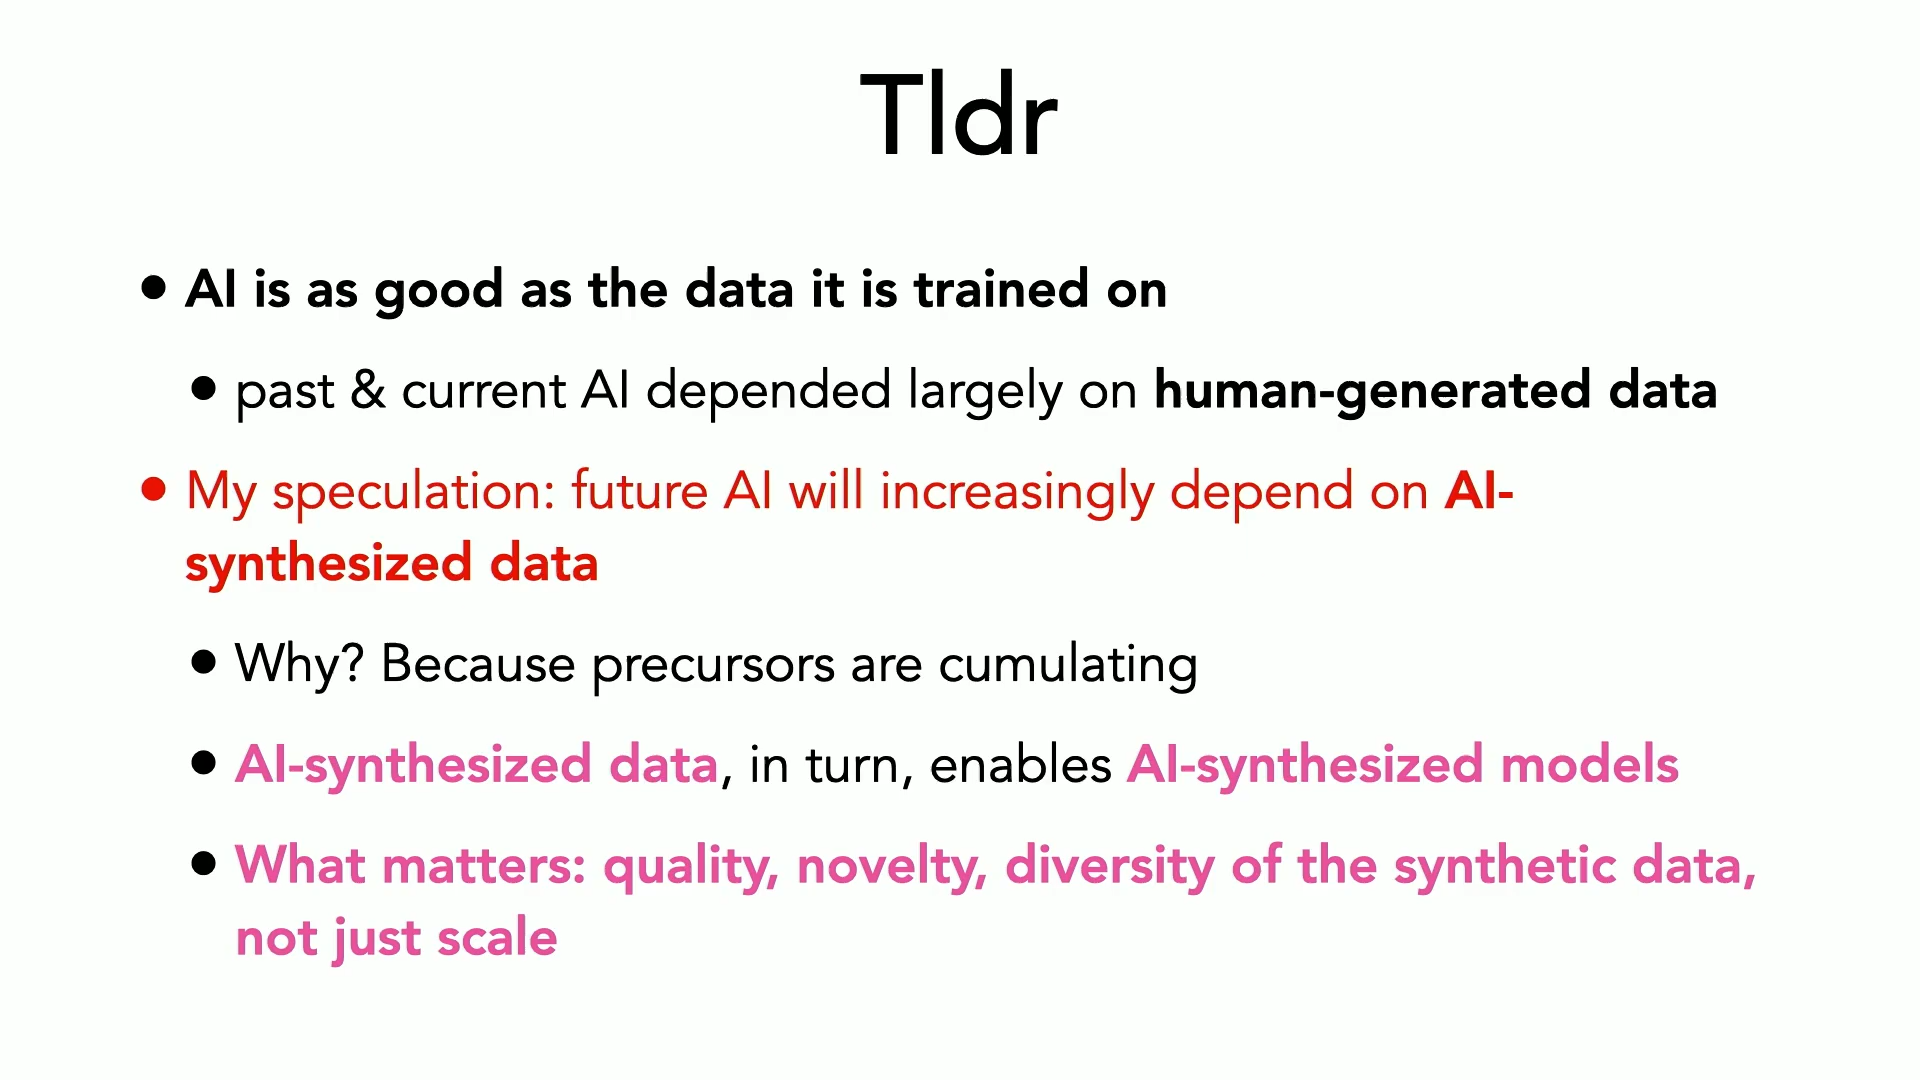 Tldr
• AI is as good as the data it is trained on
• past & current AI depended largely on human-generated data
• My speculation: future AI will increasingly depend on AI-
synthesized data
• Why? Because precursors are cumulating
• AI-synthesized data, in turn, enables AI-synthesized models
• What matters: quality, novelty, diversity of the synthetic data,
not just scale